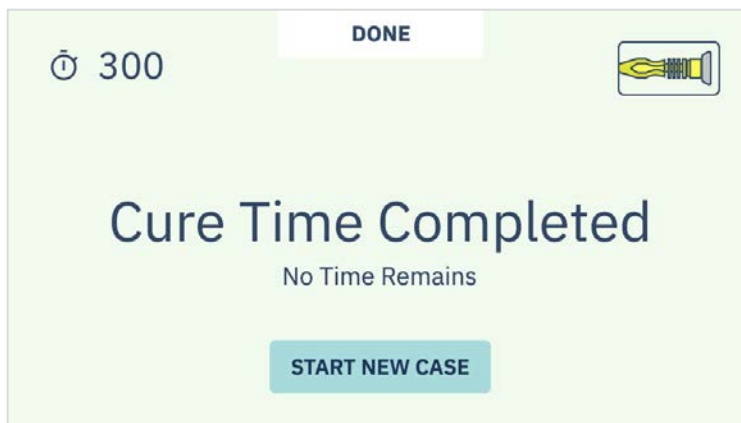 DONE
300
Cure Time Completed
No Time Remains
START NEW CASE